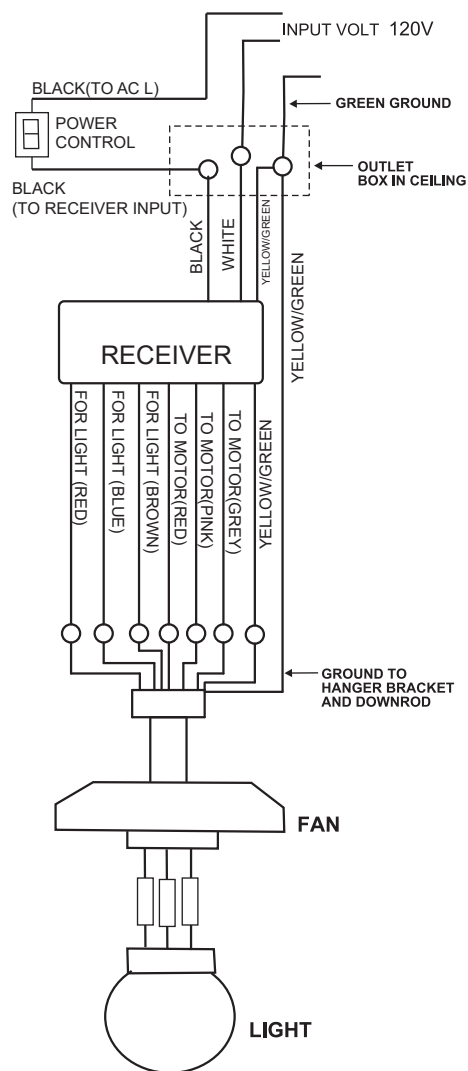 INPUT VOLT 120V
BLACK(TO AC L)
GREEN GROUND
POWER
CONTROL
OUTLET
BOX IN CEILING
BLACK
(TO RECEIVER INPUT)
BLACK
WHITE
YELLOW/GREEN
YELLOW/GREEN
RECEIVER
FOR LIGHT (RED)
FOR LIGHT (BLUE)
FOR LIGHT (BROWN)
TO MOTOR(RED)
TO MOTOR(PINK)
TO MOTOR(GREY)
YELLOW/GREEN
GROUND TO
HANGER BRACKET
AND DOWNROD
FAN
LIGHT